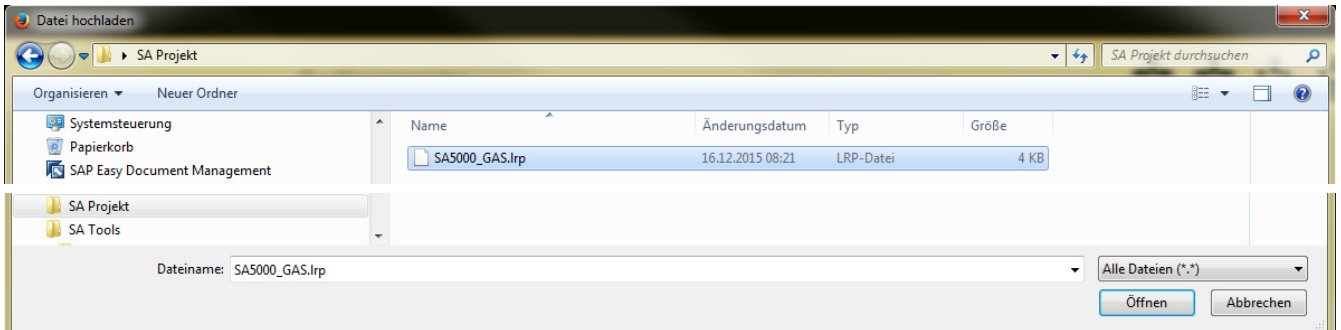 Datei hochladen
SA Projekt
SA Projekt durchsuchen
Organisieren
Neuer Ordner
Systemsteuerung
Papierkorb
SAP Easy Document Management
SA Projekt
SA Tools
Name Änderungsdatum Typ Größe
SA5000_GAS.lrp 16.12.2015 08:21 LRP-Datei 4 KB
Dateiname: SA5000_GAS.lrp
Alle Dateien (*.*)
Öffnen
Abbrechen